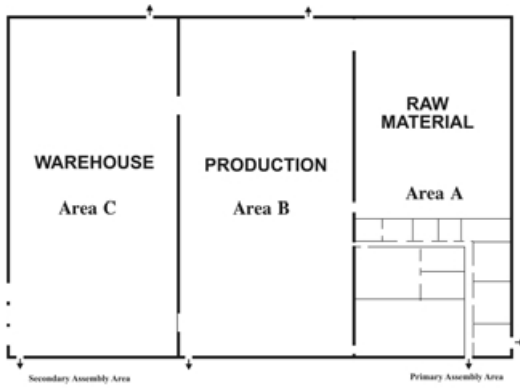 RAW
MATERIAL
WAREHOUSE
PRODUCTION
Area A
Area C
Area B
Secondary Assembly Area
Primary Assembly Area